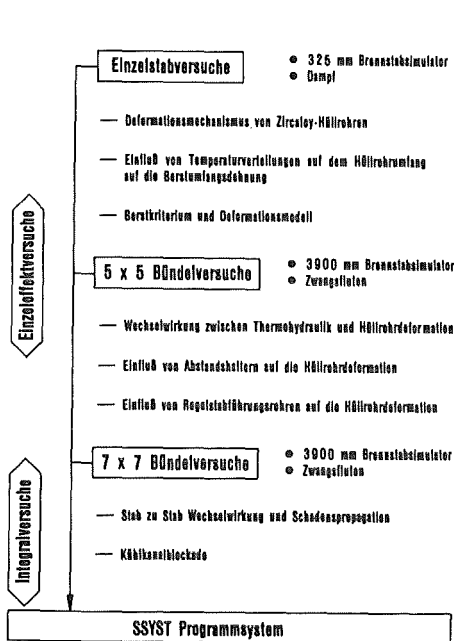 Einzelstabversuche
325 mm Brennstabsimulator
Dampf
— Deformationsmechanismus von Zircaloy-Hüllrohren
— Einfluß von Temperaturverteilungen auf dem Hüllrohrumfang
auf die Berstumfangsdehnung
— Berstkriterium und Deformationsmodell
Einzeleffektversuche
5 x 5 Bündelversuche
3900 mm Brennstabsimulator
Zwangsfluten
— Wechselwirkung zwischen Thermohydraulik und Hüllrohrdeformation
— Einfluß von Abstandshaltern auf die Hüllrohrdeformation
— Einfluß von Regelstabführungsrohren auf die Hüllrohrdeformation
7 x 7 Bündelversuche
3900 mm Brennstabsimulator
Zwangsfluten
Integralversuche
— Stab zu Stab Wechselwirkung und Schadenspropagation
— Kühlkanalblockade
SSYST Programmsystem